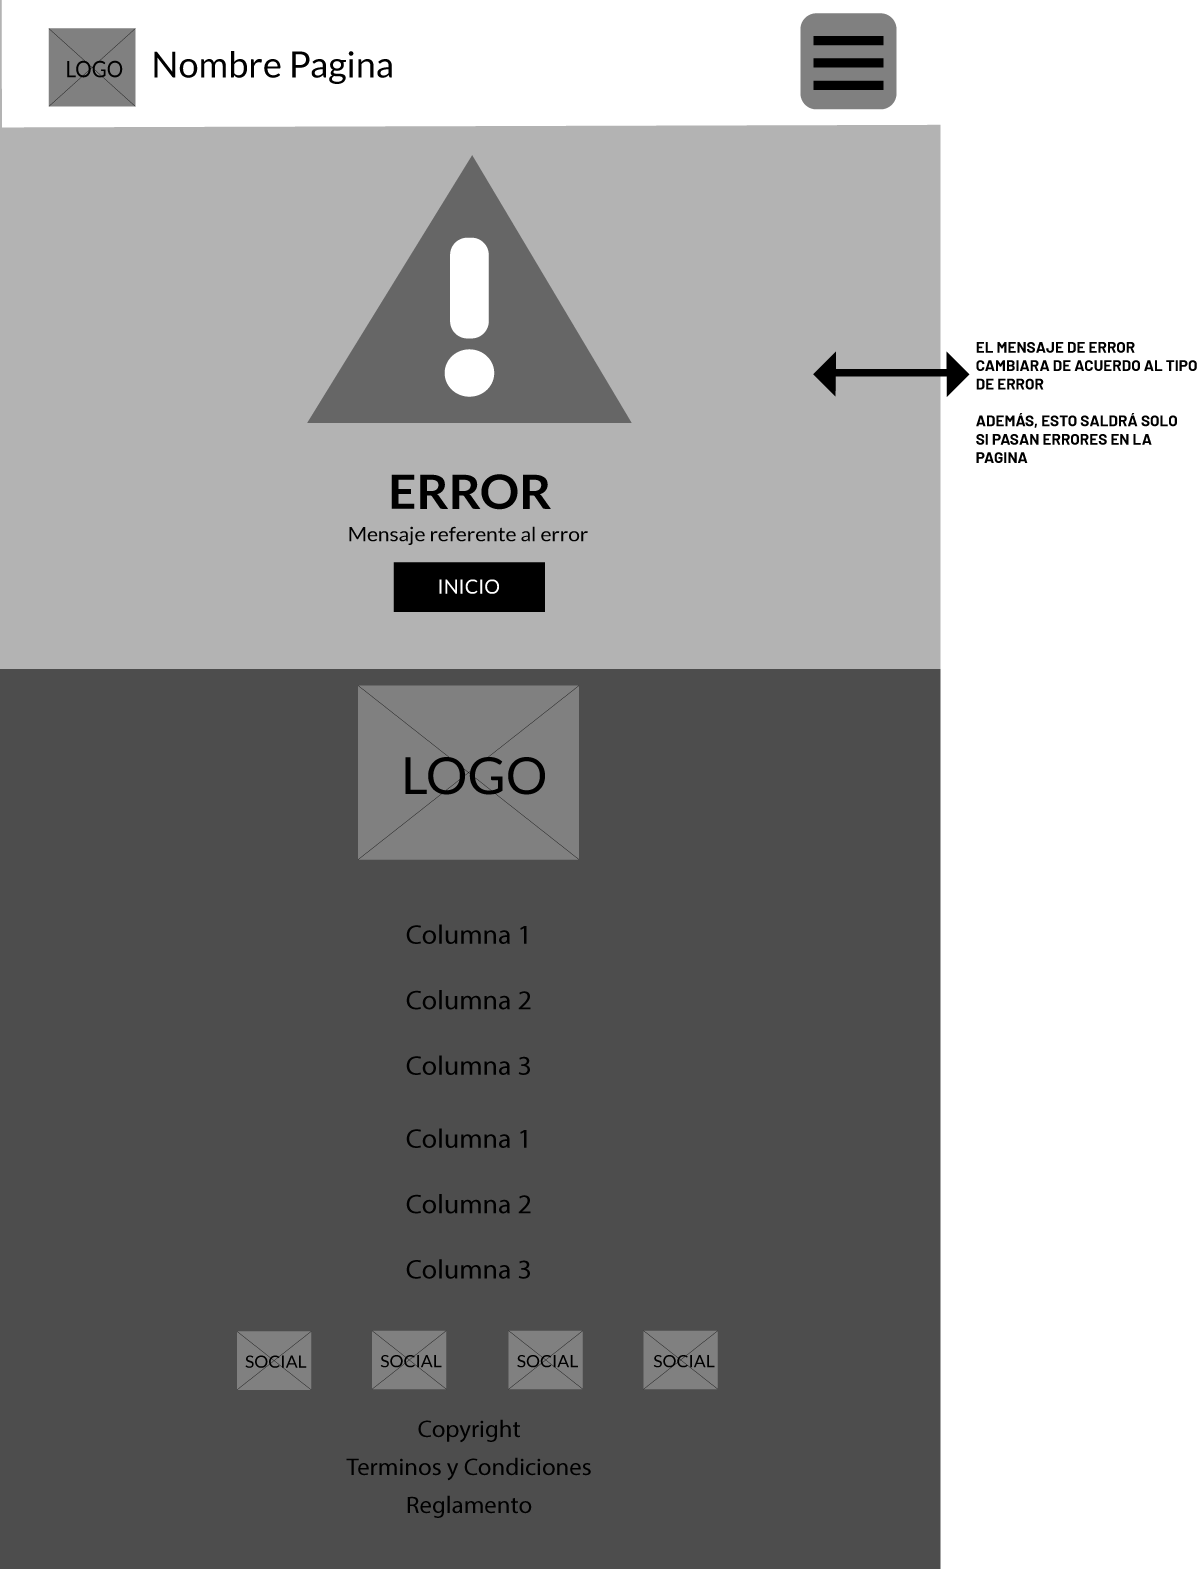 LOGO
Nombre Pagina
EL MENSAJE DE ERROR
CAMBIARA DE ACUERDO AL TIPO
DE ERROR
ADEMÁS, ESTO SALDRÁ SOLO
SI PASAN ERRORES EN LA
PAGINA
ERROR
Mensaje referente al error
INICIO
LOGO
Columna 1
Columna 2
Columna 3
Columna 1
Columna 2
Columna 3
SOCIAL SOCIAL SOCIAL SOCIAL
Copyright
Terminos y Condiciones
Reglamento